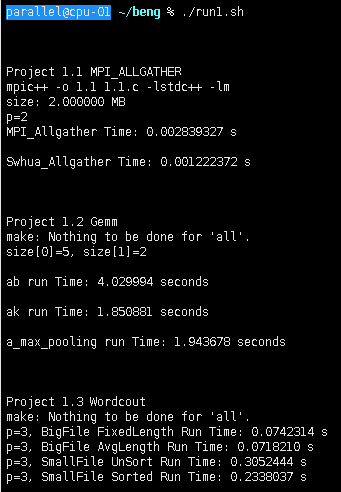 parallel@cpu-01 ~/beng % ./run1.sh
Project 1.1 MPI_ALLGATHER
mpic++ -o 1.1 1.1.c -lstdc++ -lm
size: 2.000000 MB
p=2
MPI_Allgather Time: 0.002839327 s
Swhua_Allgather Time: 0.001222372 s
Project 1.2 Gemm
make: Nothing to be done for 'all'.
size[0]=5, size[1]=2
ab run Time: 4.029994 seconds
ak run Time: 1.850881 seconds
a_max_pooling run Time: 1.943678 seconds
Project 1.3 Wordcout
make: Nothing to be done for 'all'.
p=3, BigFile FixedLength Run Time: 0.0742314 s
p=3, BigFile AvgLength Run Time: 0.0718210 s
p=3, SmallFile UnSort Run Time: 0.3052444 s
p=3, SmallFile Sorted Run Time: 0.2338037 s